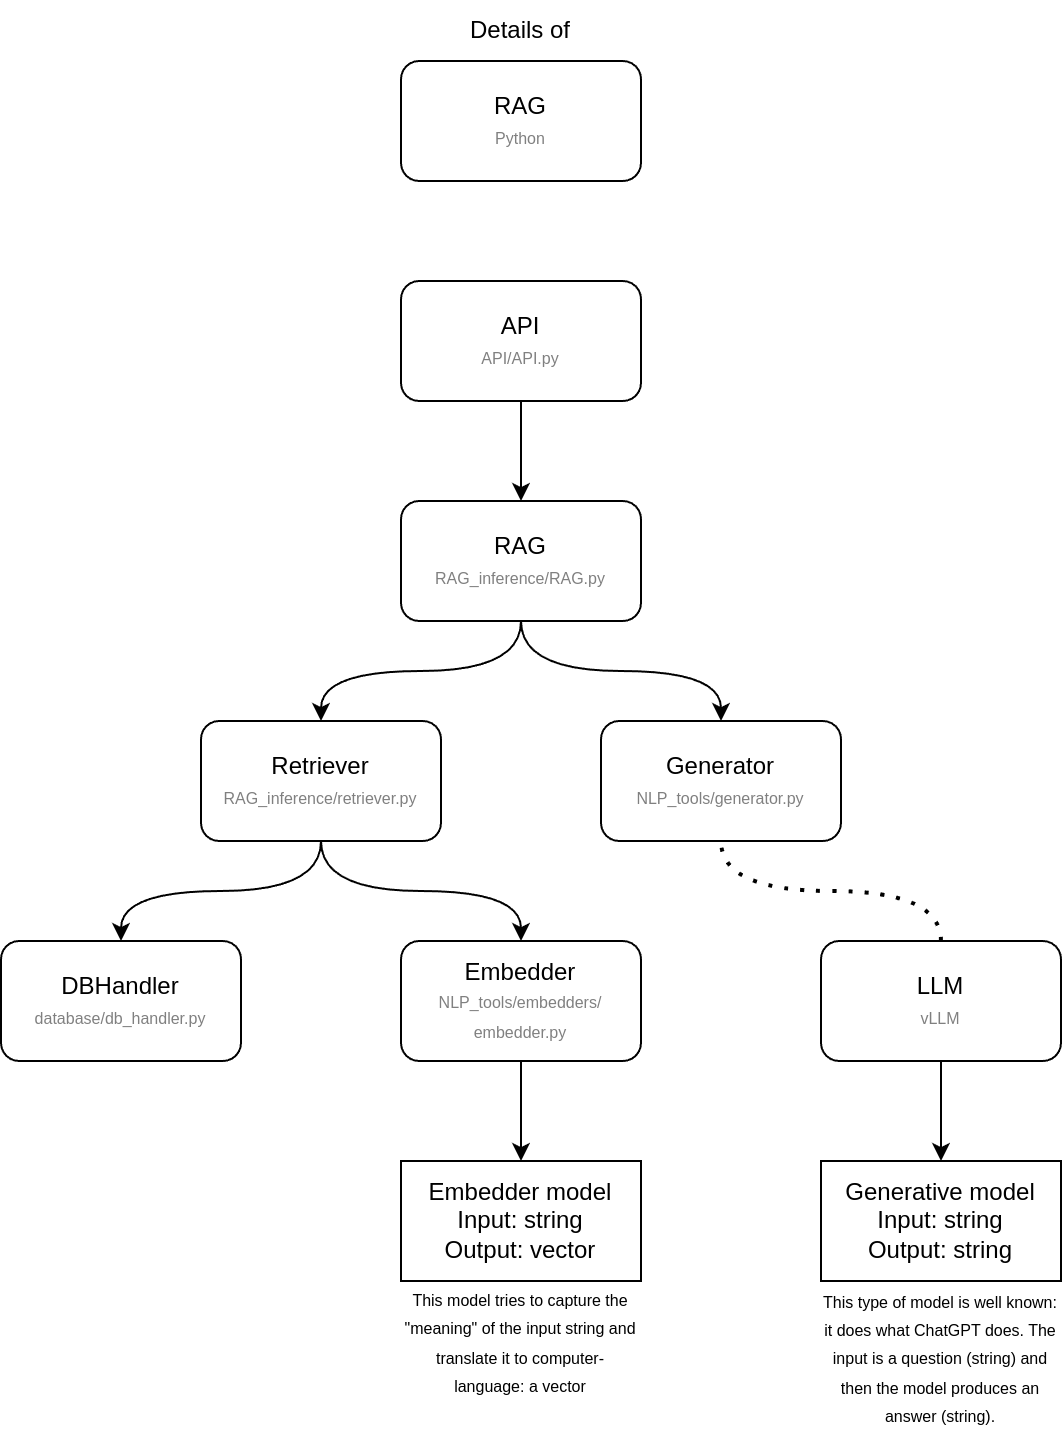 Details of
RAG
Python
API
API/API.py
RAG
RAG_inference/RAG.py
Retriever
RAG_inference/retriever.py
Generator
NLP_tools/generator.py
DBHandler
database/db_handler.py
Embedder
NLP_tools/embedders/
embedder.py
LLM
vLLM
Embedder model
Input: string
Output: vector
This model tries to capture the
"meaning" of the input string and
translate it to computer-
language: a vector
Generative model
Input: string
Output: string
This type of model is well known:
it does what ChatGPT does. The
input is a question (string) and
then the model produces an
answer (string).